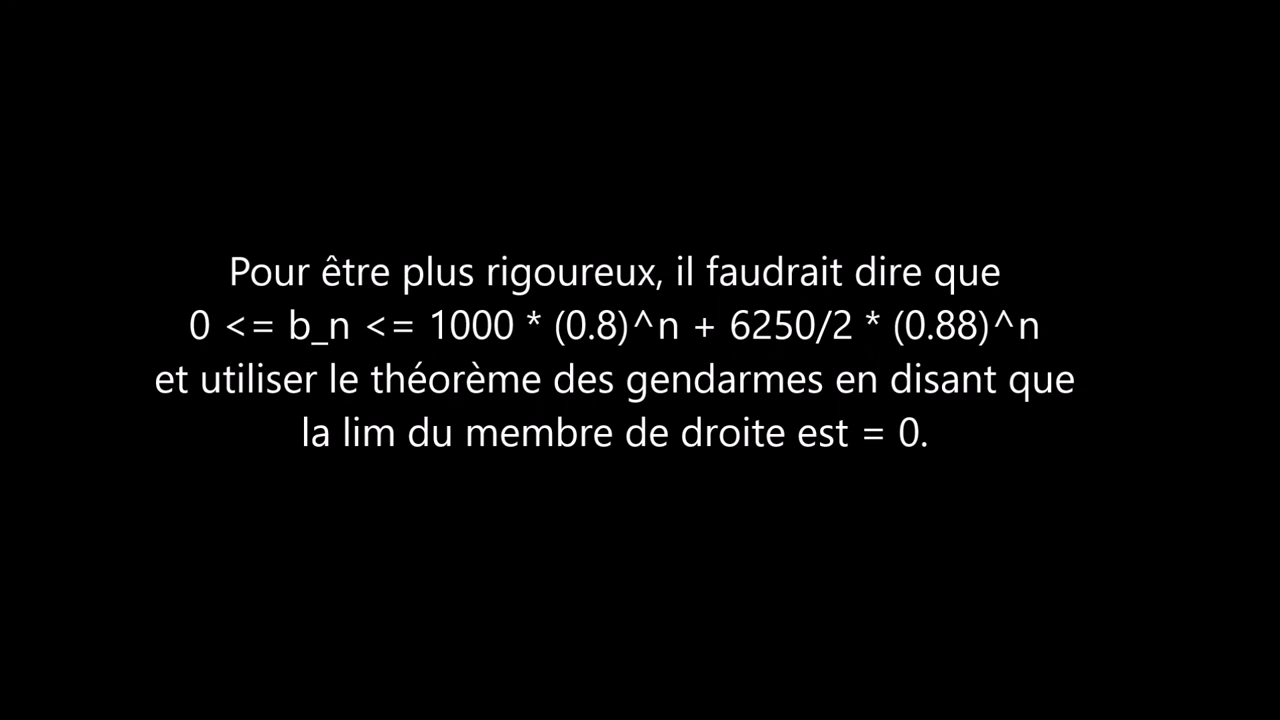 Pour être plus rigoureux, il faudrait dire que
0 <= b_n <= 1000 * (0.8)^n + 6250/2 * (0.88)^n
et utiliser le théorème des gendarmes en disant que
la lim du membre de droite est = 0.